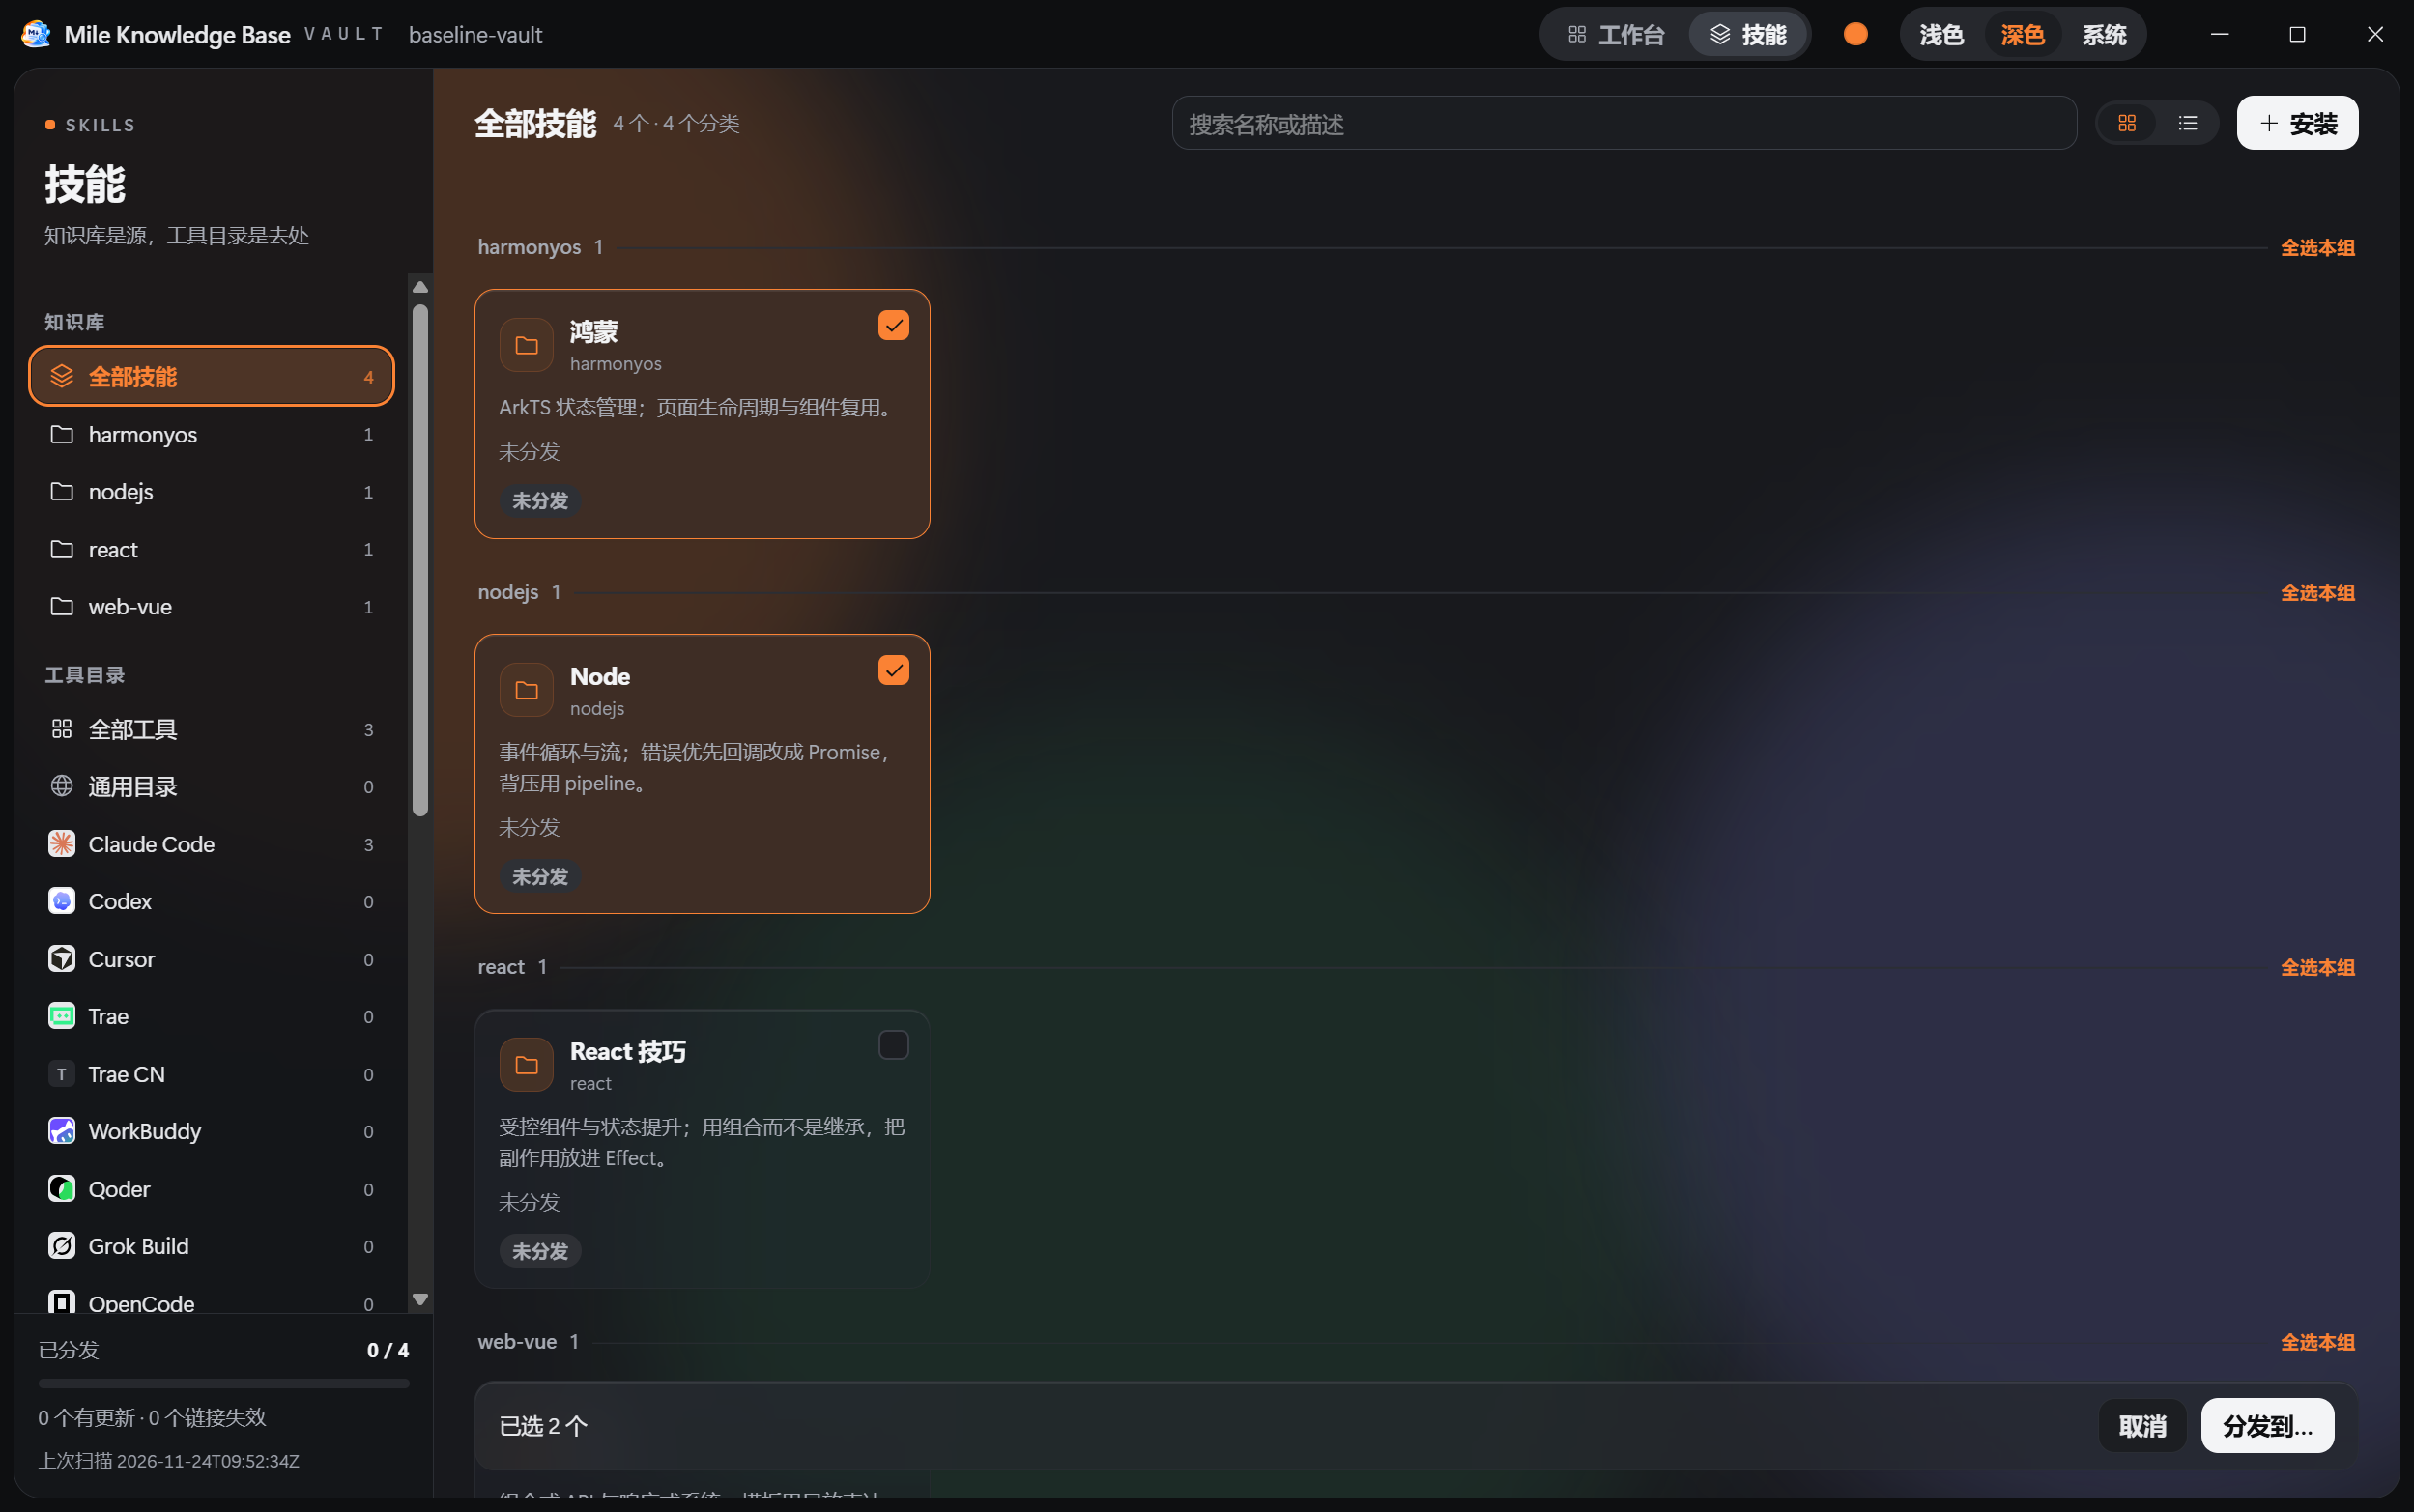 Mile Knowledge Base VAULT baseline-vault
工作台 技能
浅色 深色 系统
SKILLS
技能
知识库是源，工具目录是去处
知识库
全部技能 4
harmonyos 1
nodejs 1
react 1
web-vue 1
工具目录
全部工具 3
通用目录 0
Claude Code 3
Codex 0
Cursor 0
Trae 0
T Trae CN 0
WorkBuddy 0
Qoder 0
Grok Build 0
OpenCode 0
已分发 0 / 4
0 个有更新 · 0 个链接失效
上次扫描 2026-11-24T09:52:34Z
全部技能 4 个 · 4 个分类
搜索名称或描述
安装
harmonyos 1 全选本组
鸿蒙
harmonyos
ArkTS 状态管理；页面生命周期与组件复用。
未分发
未分发
nodejs 1 全选本组
Node
nodejs
事件循环与流；错误优先回调改成 Promise，
背压用 pipeline。
未分发
未分发
react 1 全选本组
React 技巧
react
受控组件与状态提升；用组合而不是继承，把
副作用放进 Effect。
未分发
未分发
web-vue 1 全选本组
已选 2 个
取消 分发到...